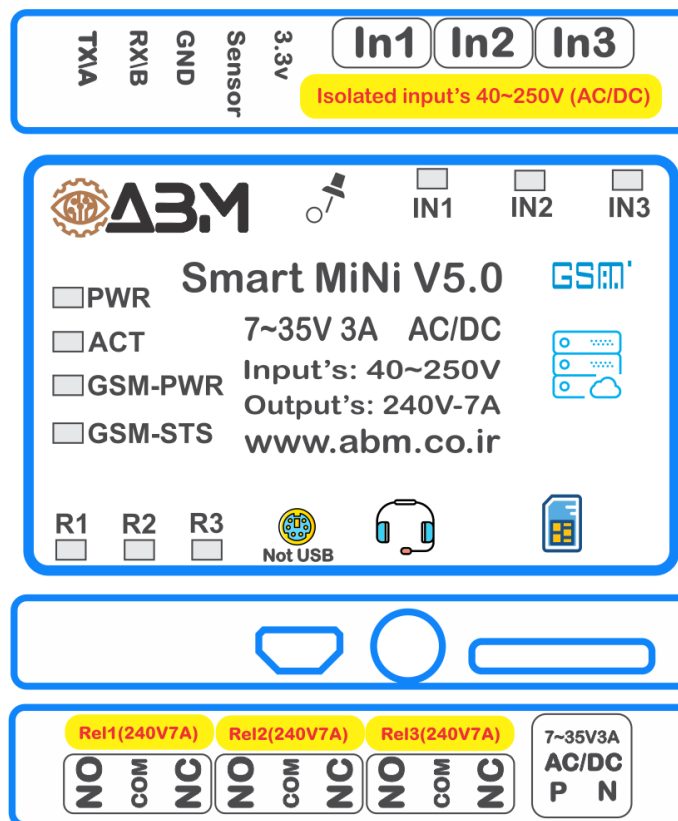 TX\A RX\B GND Sensor 3.3v In1 In2 In3
Isolated input's 40~250V (AC/DC)
ABM
IN1 IN2 IN3
Smart MiNi V5.0 GSM
PWR
7~35V 3A AC/DC
ACT
Input's: 40~250V
GSM-PWR
Output's: 240V-7A
GSM-STS
www.abm.co.ir
R1 R2 R3
Not USB
Rel1(240V7A) Rel2(240V7A) Rel3(240V7A)
NO COM NC NO COM NC NO COM NC
7~35V3A
AC/DC
P N